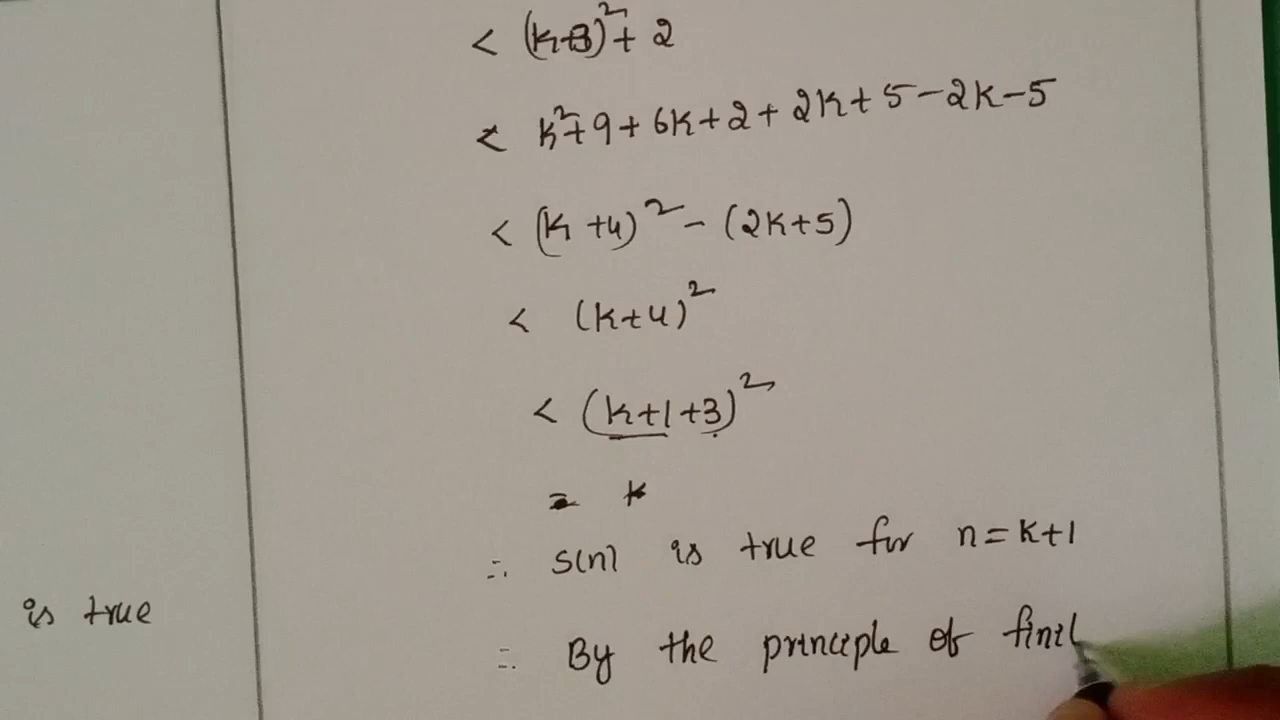 < (k+3)² + 2
< k²+9+6k+2+2k+5-2k-5
< (k+4)² - (2k+5)
< (k+4)²
< (k+1+3)²
= k
∴ S(n) is true for n=k+1
is true
∴ By the principle of finit